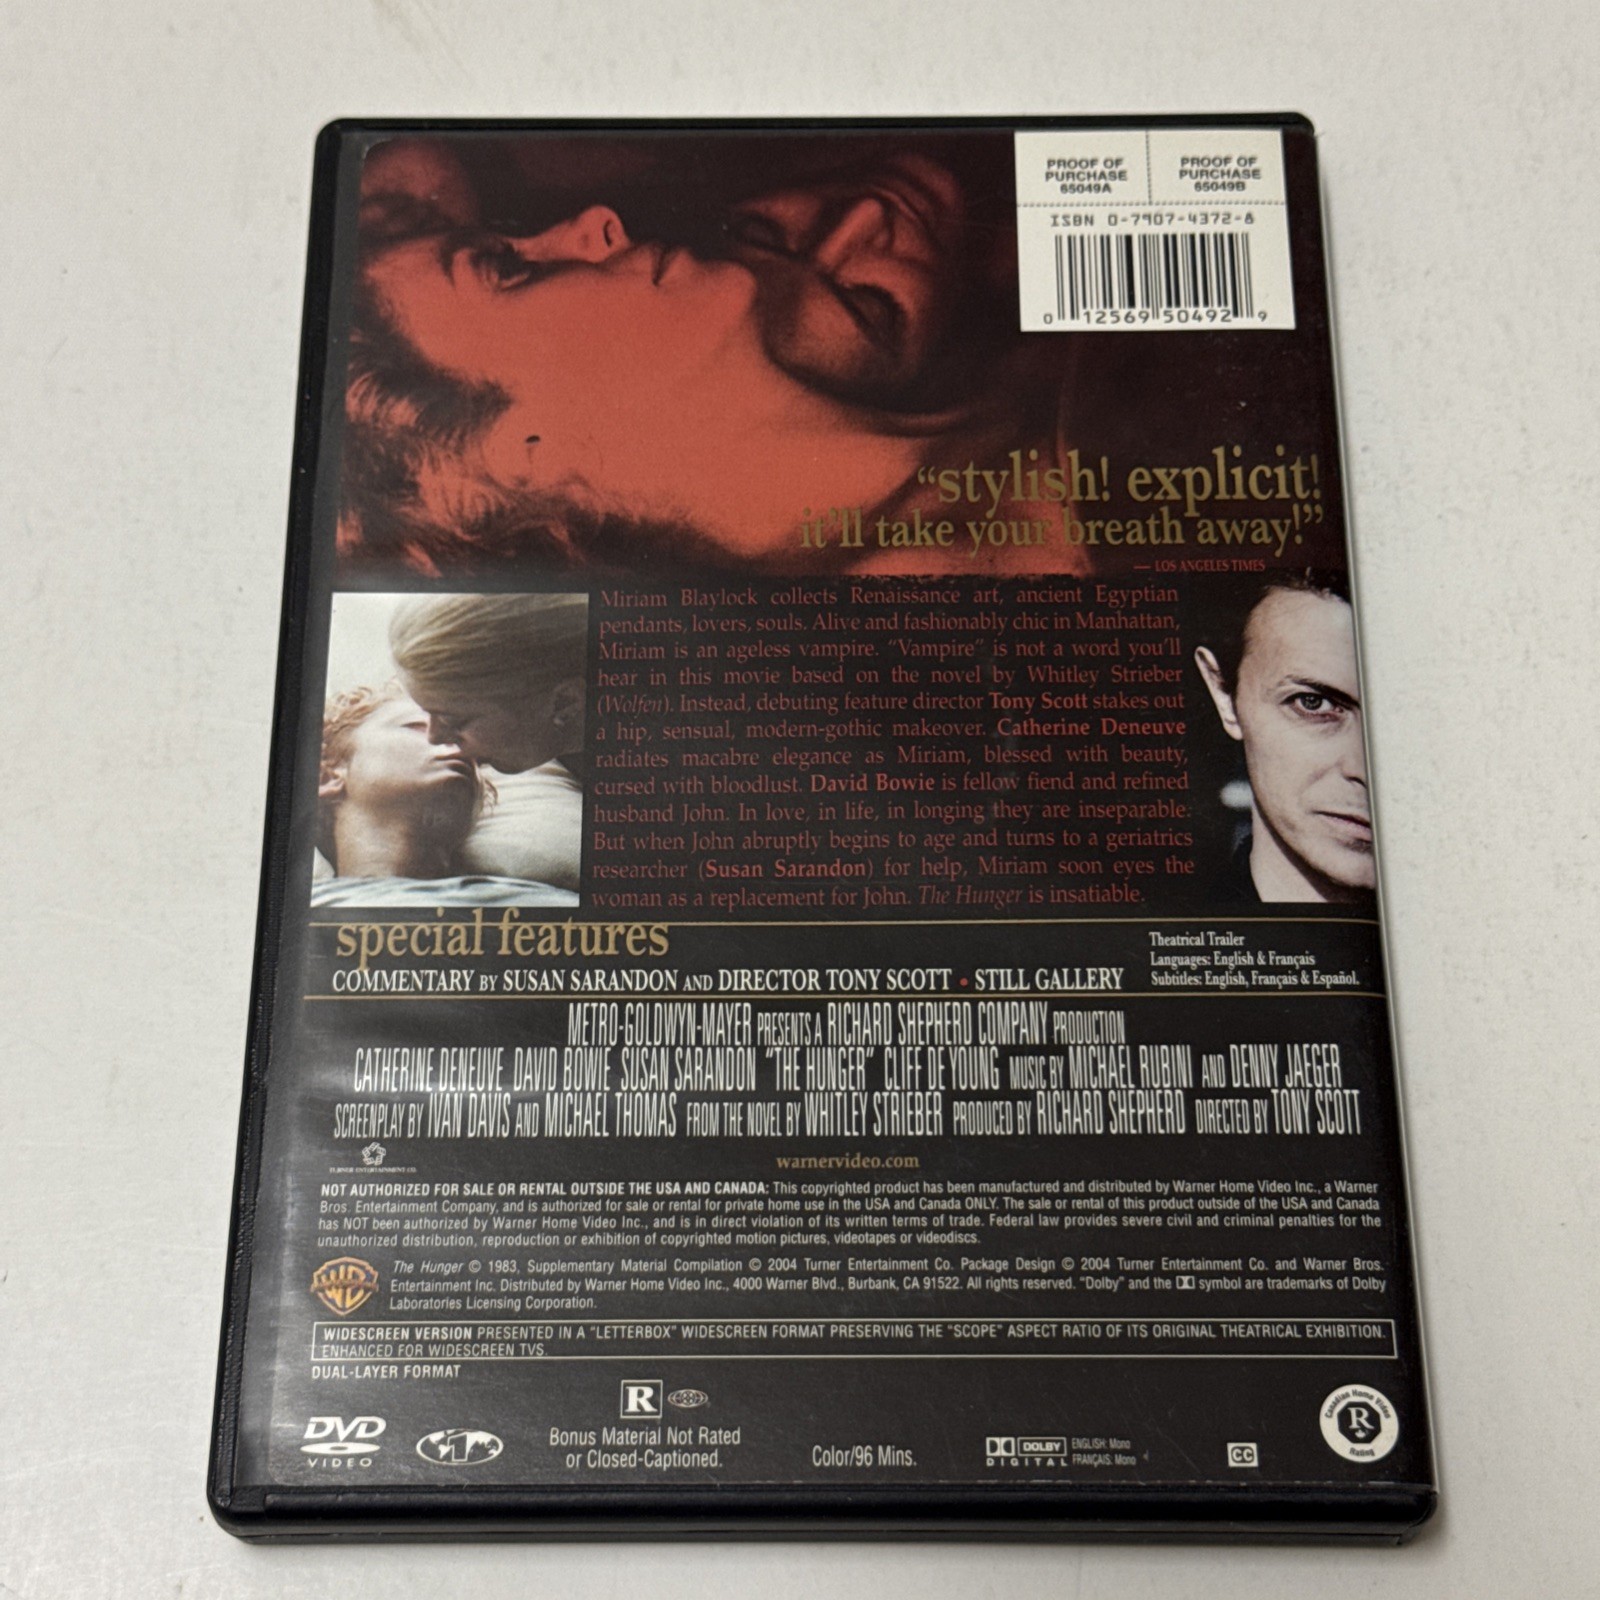 PROOF OF PURCHASE 65049A
PROOF OF PURCHASE 65049B
ISBN 0-7907-4372-8
0 12569 50492 9
“stylish! explicit!
it’ll take your breath away!”
— LOS ANGELES TIMES
Miriam Blaylock collects Renaissance art, ancient Egyptian
pendants, lovers, souls. Alive and fashionably chic in Manhattan,
Miriam is an ageless vampire. “Vampire” is not a word you’ll
hear in this movie based on the novel by Whitley Strieber
(Wolfen). Instead, debuting feature director Tony Scott stakes out
a hip, sensual, modern-gothic makeover. Catherine Deneuve
radiates macabre elegance as Miriam, blessed with beauty,
cursed with bloodlust. David Bowie is fellow fiend and refined
husband John. In love, in life, in longing they are inseparable.
But when John abruptly begins to age and turns to a geriatrics
researcher (Susan Sarandon) for help, Miriam soon eyes the
woman as a replacement for John. The Hunger is insatiable.
special features
COMMENTARY BY SUSAN SARANDON AND DIRECTOR TONY SCOTT • STILL GALLERY
Theatrical Trailer
Languages: English & Français
Subtitles: English, Français & Español.
METRO-GOLDWYN-MAYER PRESENTS A RICHARD SHEPHERD COMPANY PRODUCTION
CATHERINE DENEUVE DAVID BOWIE SUSAN SARANDON “THE HUNGER” CLIFF DE YOUNG MUSIC BY MICHAEL RUBINI AND DENNY JAEGER
SCREENPLAY BY IVAN DAVIS AND MICHAEL THOMAS FROM THE NOVEL BY WHITLEY STRIEBER PRODUCED BY RICHARD SHEPHERD DIRECTED BY TONY SCOTT
TURNER ENTERTAINMENT CO.
warnervideo.com
NOT AUTHORIZED FOR SALE OR RENTAL OUTSIDE THE USA AND CANADA: This copyrighted product has been manufactured and distributed by Warner Home Video Inc., a Warner
Bros. Entertainment Company, and is authorized for sale or rental for private home use in the USA and Canada ONLY. The sale or rental of this product outside of the USA and Canada
has NOT been authorized by Warner Home Video Inc., and is in direct violation of its written terms of trade. Federal law provides severe civil and criminal penalties for the
unauthorized distribution, reproduction or exhibition of copyrighted motion pictures, videotapes or videodiscs.
WB
The Hunger © 1983, Supplementary Material Compilation © 2004 Turner Entertainment Co. Package Design © 2004 Turner Entertainment Co. and Warner Bros.
Entertainment Inc. Distributed by Warner Home Video Inc., 4000 Warner Blvd., Burbank, CA 91522. All rights reserved. “Dolby” and the symbol are trademarks of Dolby
Laboratories Licensing Corporation.
WIDESCREEN VERSION PRESENTED IN A “LETTERBOX” WIDESCREEN FORMAT PRESERVING THE “SCOPE” ASPECT RATIO OF ITS ORIGINAL THEATRICAL EXHIBITION.
ENHANCED FOR WIDESCREEN TVS.
DUAL-LAYER FORMAT
DVD VIDEO
1
R
Bonus Material Not Rated
or Closed-Captioned.
Color/96 Mins.
DOLBY DIGITAL
ENGLISH: Mono
FRANÇAIS: Mono
CC
Canadian Home Video
R
Rating